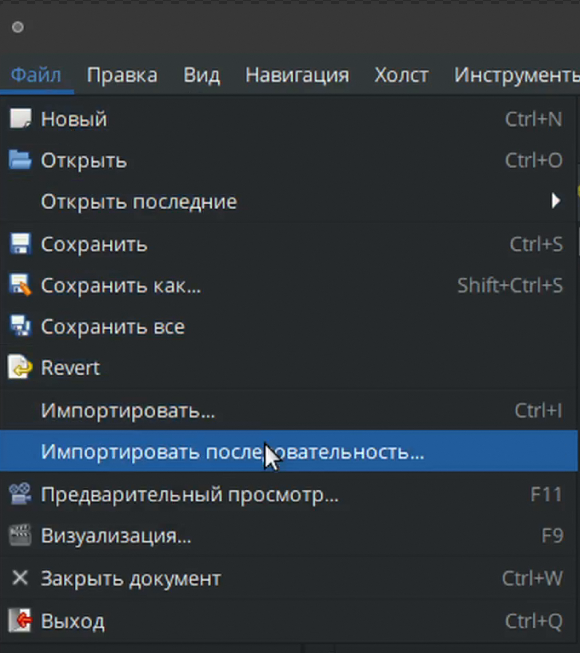 Файл Правка Вид Навигация Холст Инструменты
Новый Ctrl+N
Открыть Ctrl+O
Открыть последние
Сохранить Ctrl+S
Сохранить как... Shift+Ctrl+S
Сохранить все
Revert
Импортировать... Ctrl+I
Импортировать последовательность...
Предварительный просмотр... F11
Визуализация... F9
Закрыть документ Ctrl+W
Выход Ctrl+Q